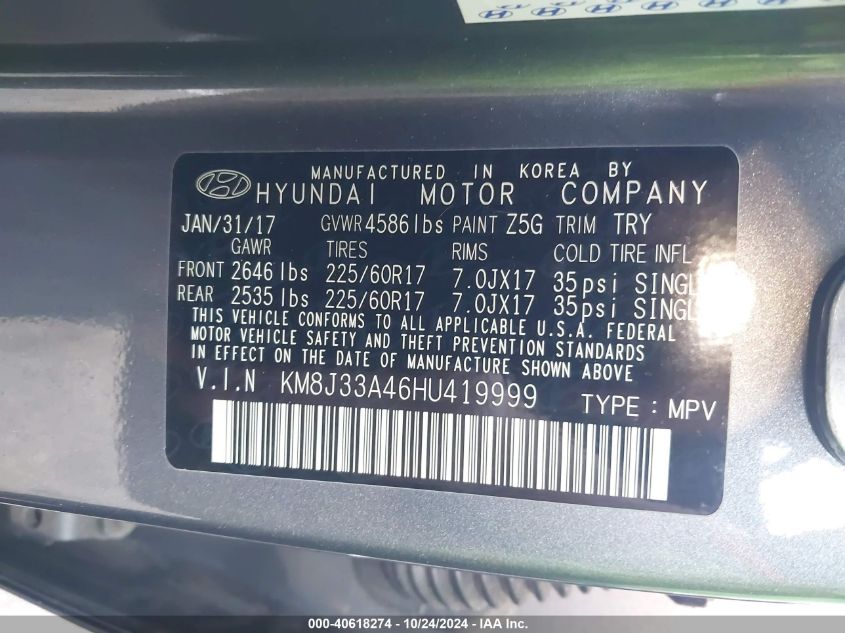 MANUFACTURED IN KOREA BY
HYUNDAI MOTOR COMPANY
JAN/31/17 GVWR 4586 lbs PAINT Z5G TRIM TRY
GAWR TIRES RIMS COLD TIRE INFL
FRONT 2646 lbs 225/60R17 7.0JX17 35psi SINGL
REAR 2535 lbs 225/60R17 7.0JX17 35psi SINGL
THIS VEHICLE CONFORMS TO ALL APPLICABLE U.S.A. FEDERAL
MOTOR VEHICLE SAFETY AND THEFT PREVENTION STANDARDS
IN EFFECT ON THE DATE OF MANUFACTURE SHOWN ABOVE
V.I.N KM8J33A46HU419999 TYPE : MPV
000-40618274 - 10/24/2024 - Copyright © 2024 - IAA Inc.